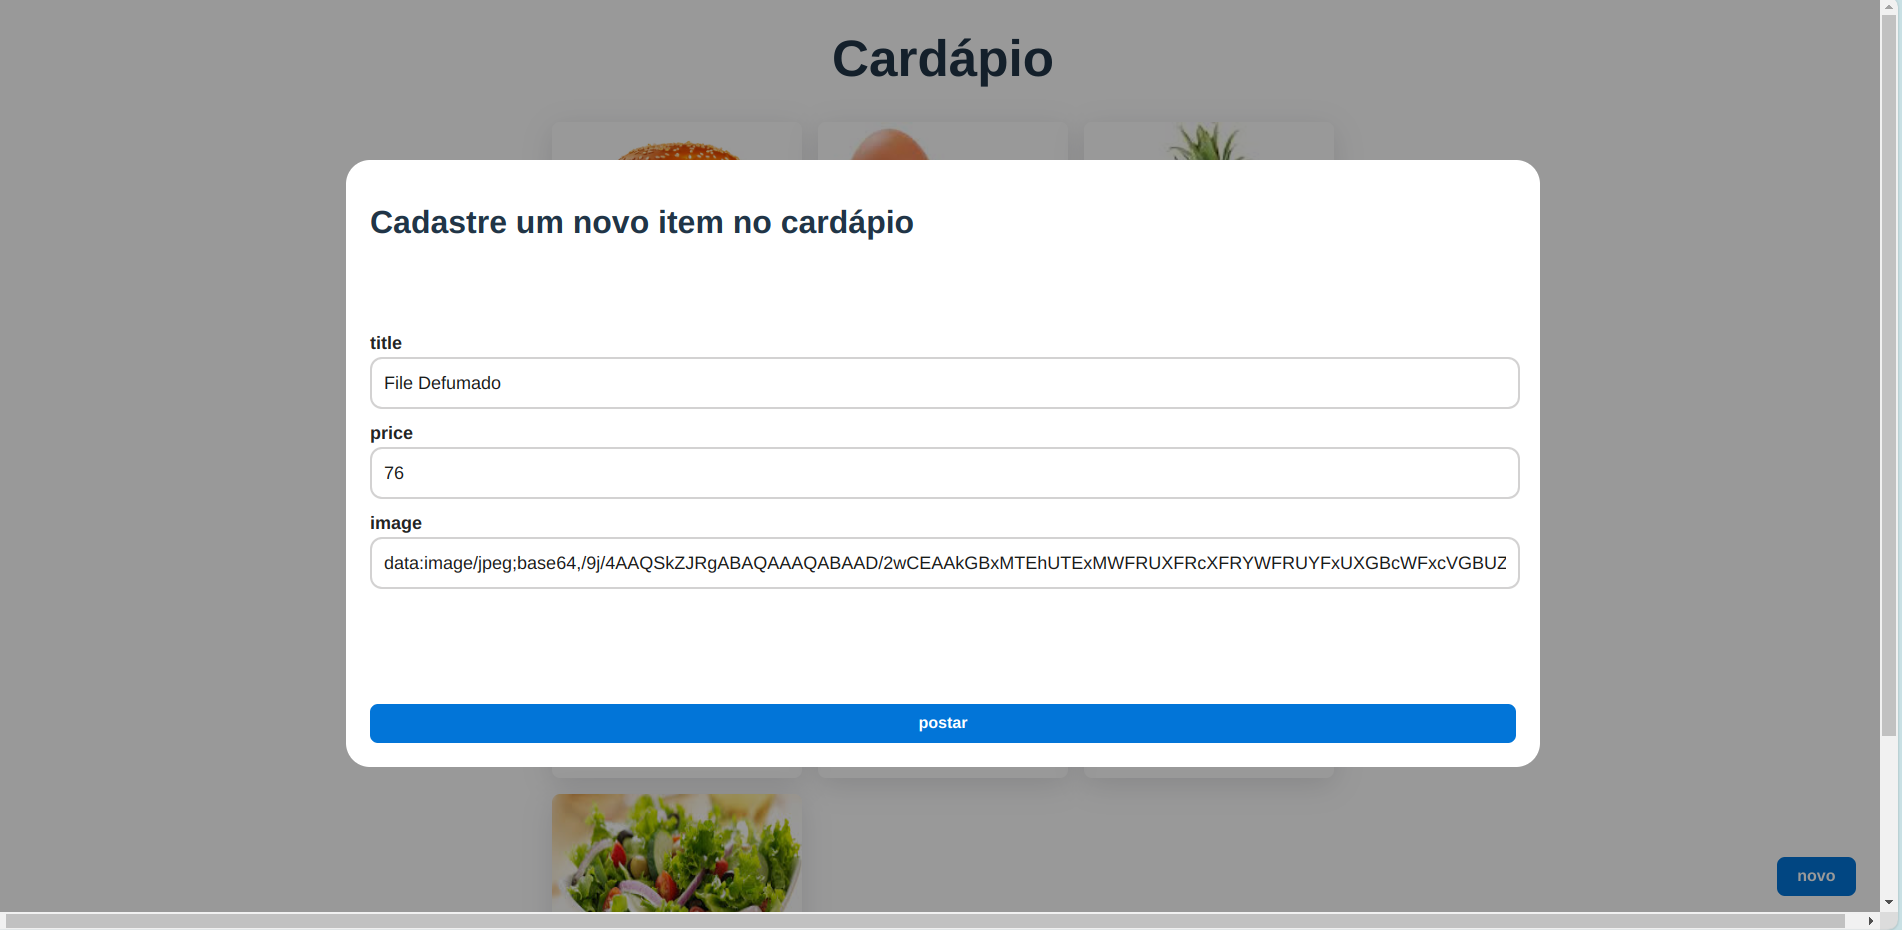 Cardápio
Cadastre um novo item no cardápio
title
File Defumado
price
76
image
data:image/jpeg;base64,/9j/4AAQSkZJRgABAQAAAQABAAD/2wCEAAkGBxMTEhUTExMWFRUXFRcXFRYWFRUYFxUXGBcWFxcVGBUZ
postar
novo